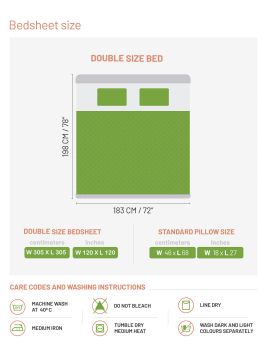 Bedsheet size
DOUBLE SIZE BED
198 CM / 78"
183 CM / 72"
DOUBLE SIZE BEDSHEET
centimeters
inches
W 305 X L 305
W 120 X L 120
STANDARD PILLOW SIZE
centimeters
inches
W 46 x L 68
W 18 x L 27
CARE CODES AND WASHING INSTRUCTIONS
MACHINE WASH
AT 40°C
DO NOT BLEACH
LINE DRY
MEDIUM IRON
TUMBLE DRY
MEDIUM HEAT
WASH DARK AND LIGHT
COLOURS SEPARATELY